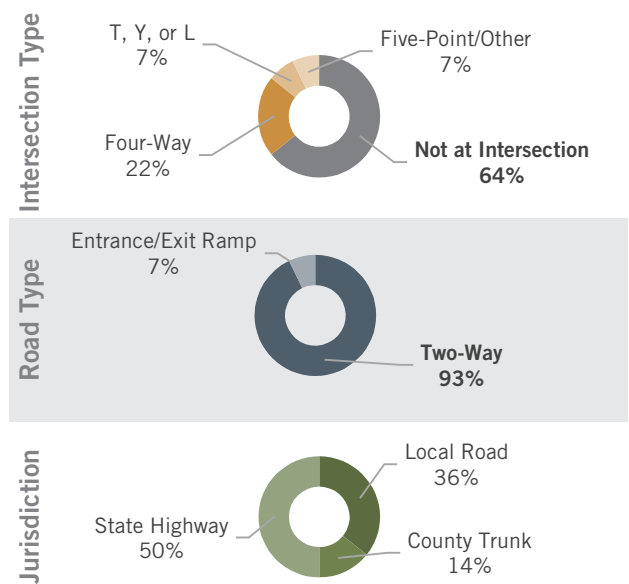 Intersection Type
T, Y, or L
7%
Five-Point/Other
7%
Four-Way
22%
Not at Intersection
64%
Road Type
Entrance/Exit Ramp
7%
Two-Way
93%
Jurisdiction
Local Road
36%
State Highway
50%
County Trunk
14%